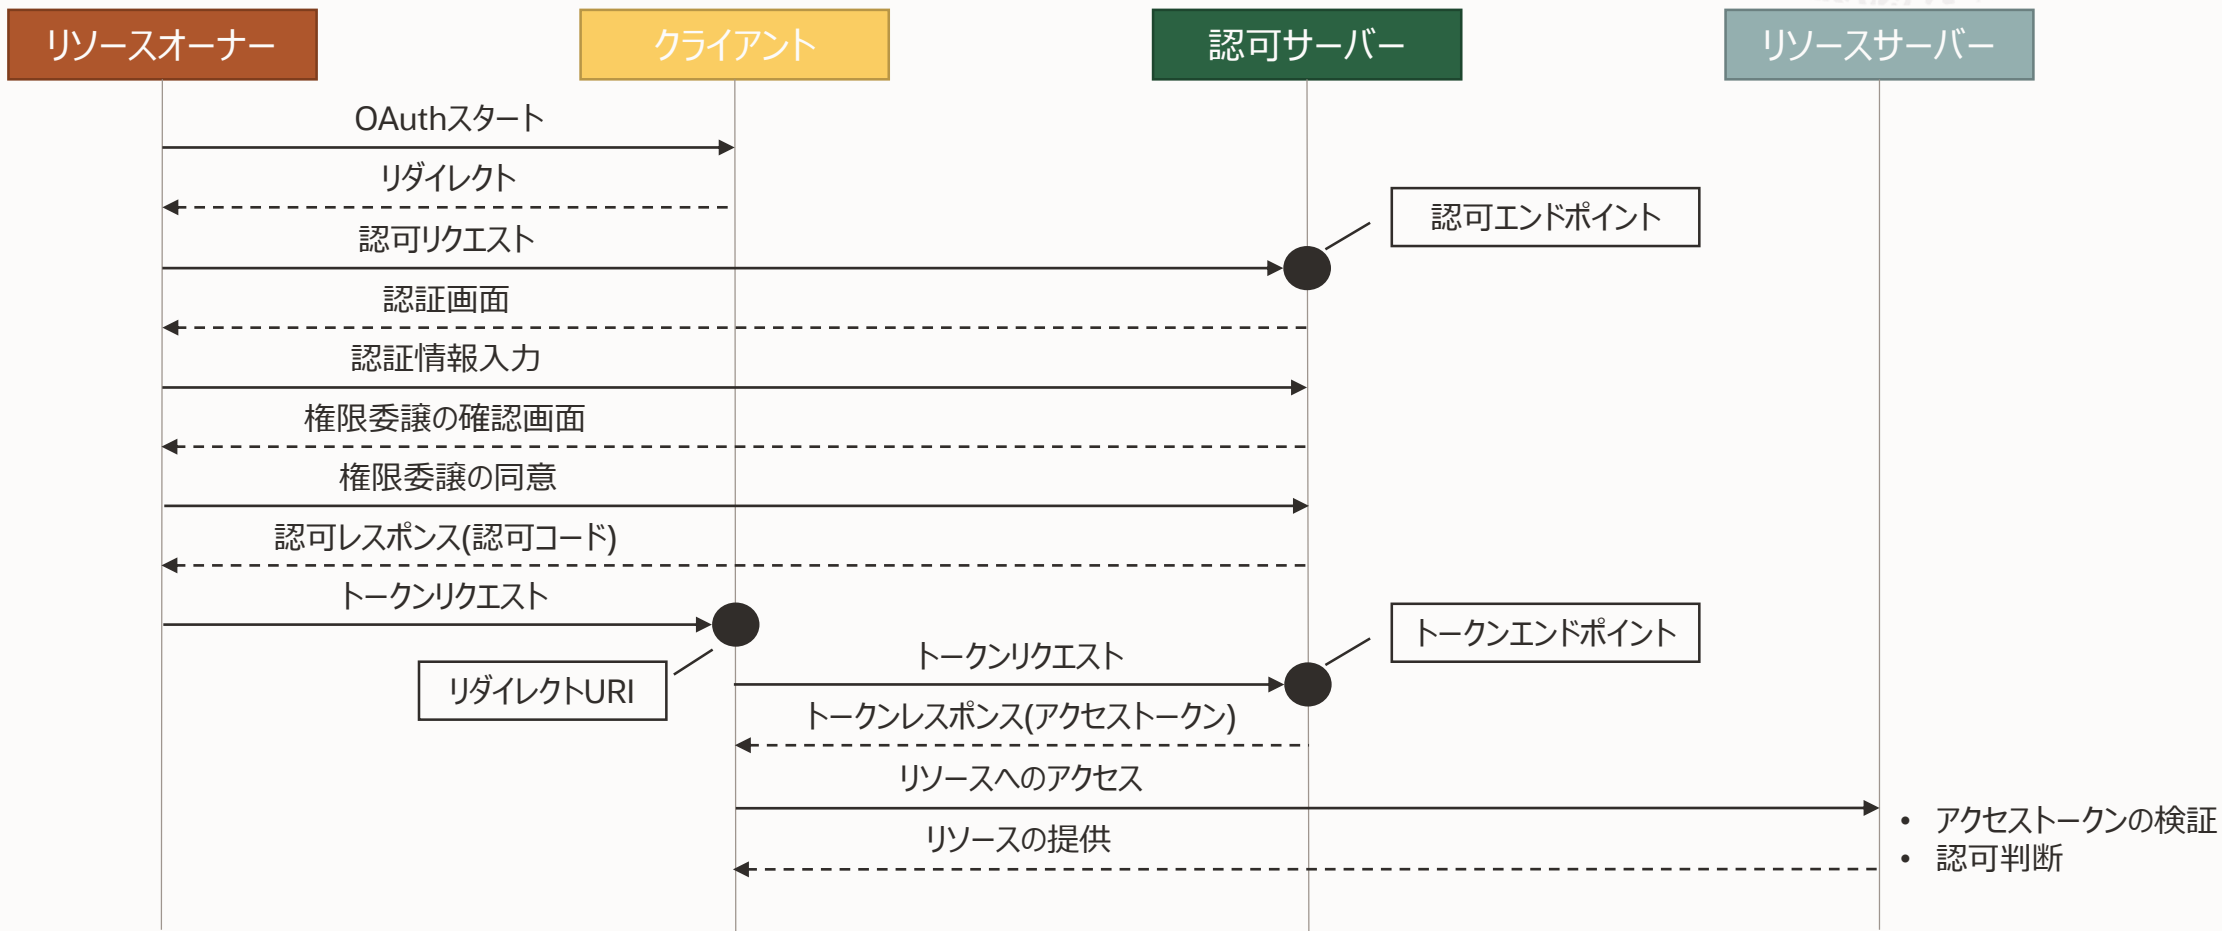 リソースオーナー
クライアント
認可サーバー
リソースサーバー
OAuthスタート
リダイレクト
認可リクエスト
認可エンドポイント
認証画面
認証情報入力
権限委譲の確認画面
権限委譲の同意
認可レスポンス(認可コード)
トークンリクエスト
リダイレクトURI
トークンリクエスト
トークンエンドポイント
トークンレスポンス(アクセストークン)
リソースへのアクセス
• アクセストークンの検証
リソースの提供
• 認可判断